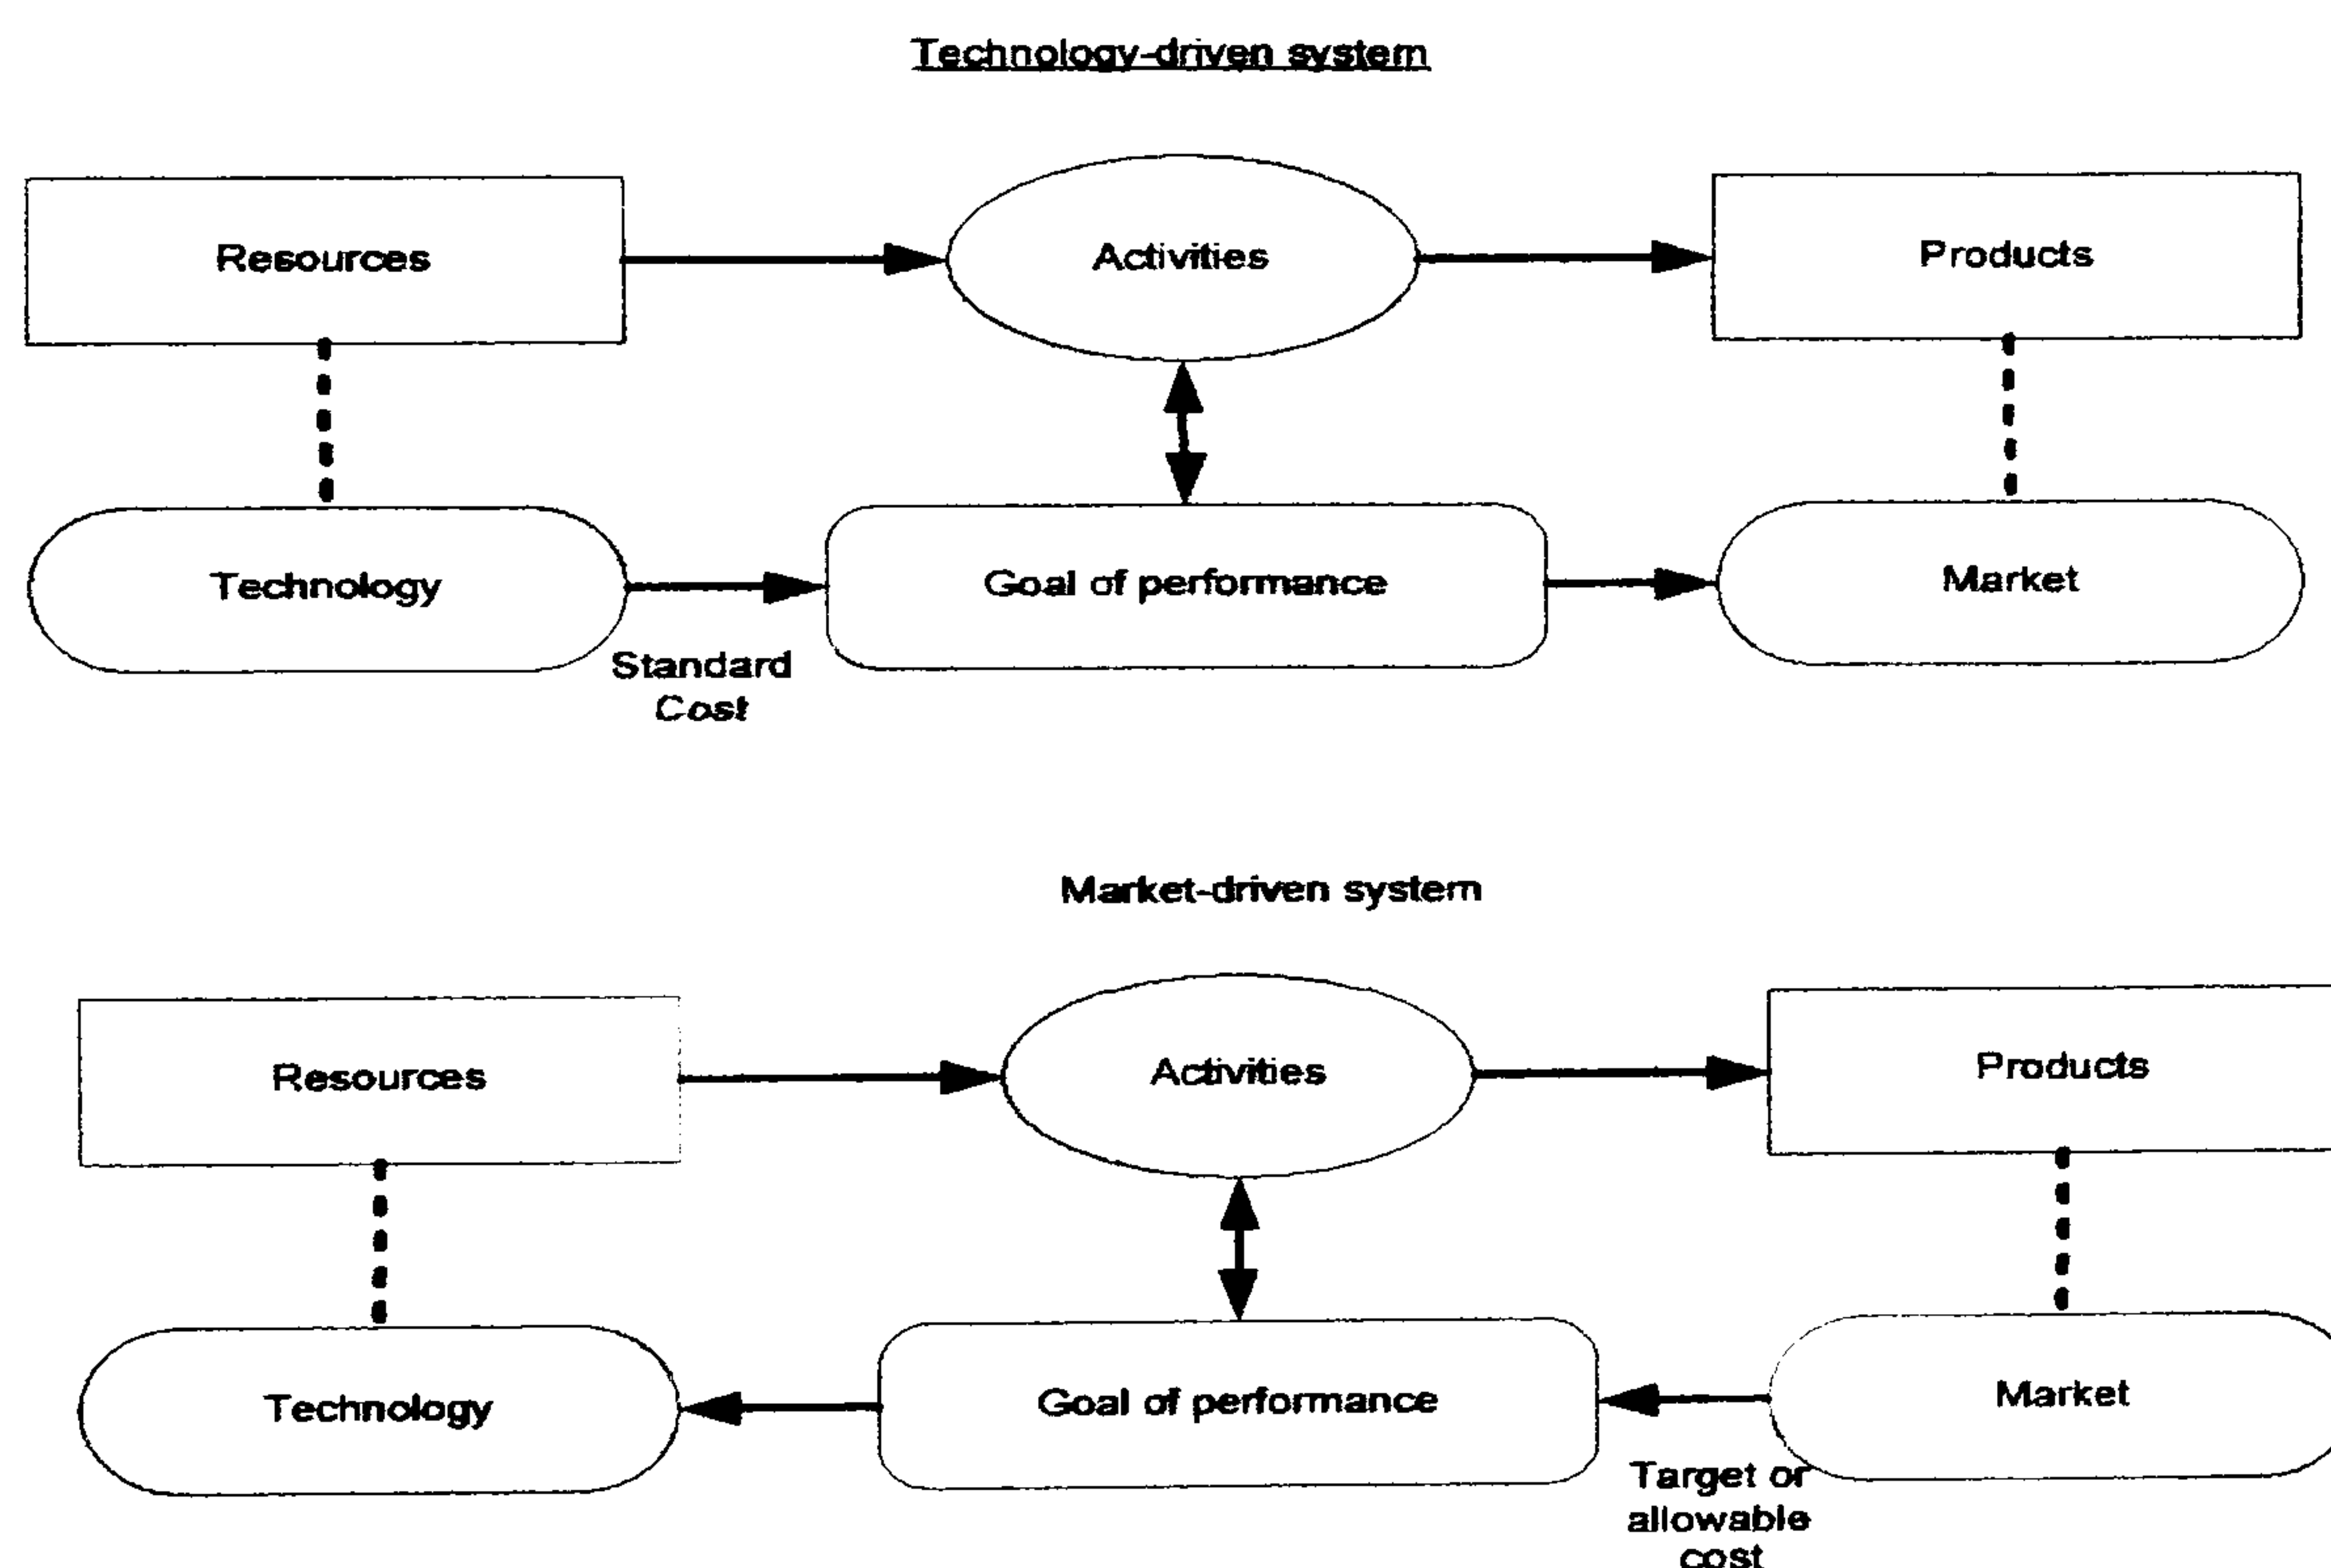 Technology-driven system
Resources
Activities
Products
Technology
Goal of performance
Market
Standard
Cost
Market-driven system
Resources
Activities
Products
Technology
Goal of performance
Market
Target or
allowable
cost